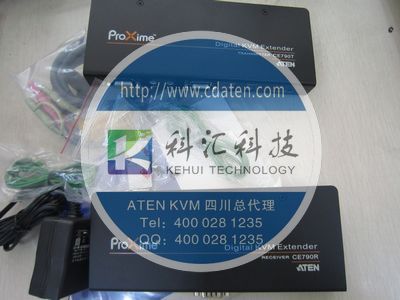 ProXime
Digital KVM Extender
TRANSMITTER CE790T
ATEN
http://www.cdaten.com
科汇科技
KEHUI TECHNOLOGY
ATEN KVM 四川总代理
Tel: 400 028 1235
QQ: 400 028 1235
ProXime
Digital KVM Extender
RECEIVER CE790R
ATEN